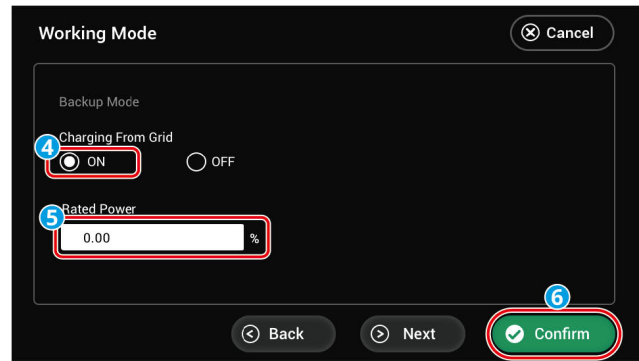 Working Mode
Cancel
Backup Mode
4
Charging From Grid
ON
OFF
5
Rated Power
0.00
%
6
Back
Next
Confirm